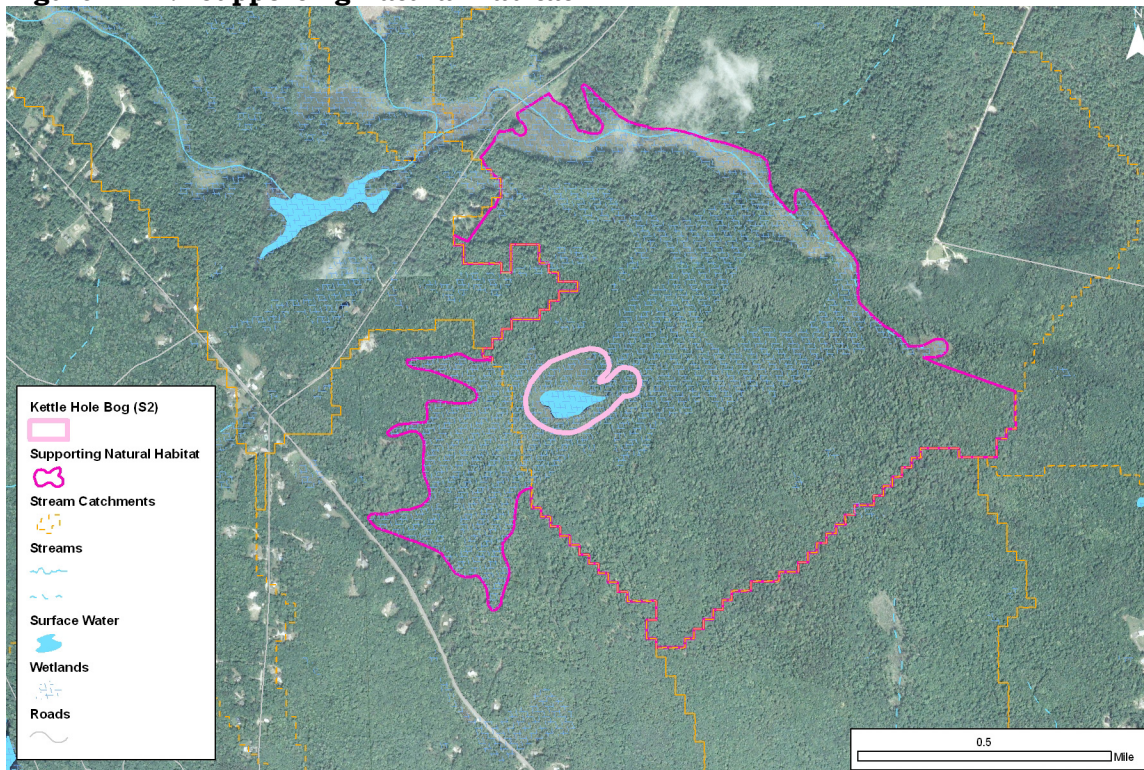 Kettle Hole Bog (S2)
Supporting Natural Habitat
Stream Catchments
Streams
Surface Water
Wetlands
Roads
0.5
Mile